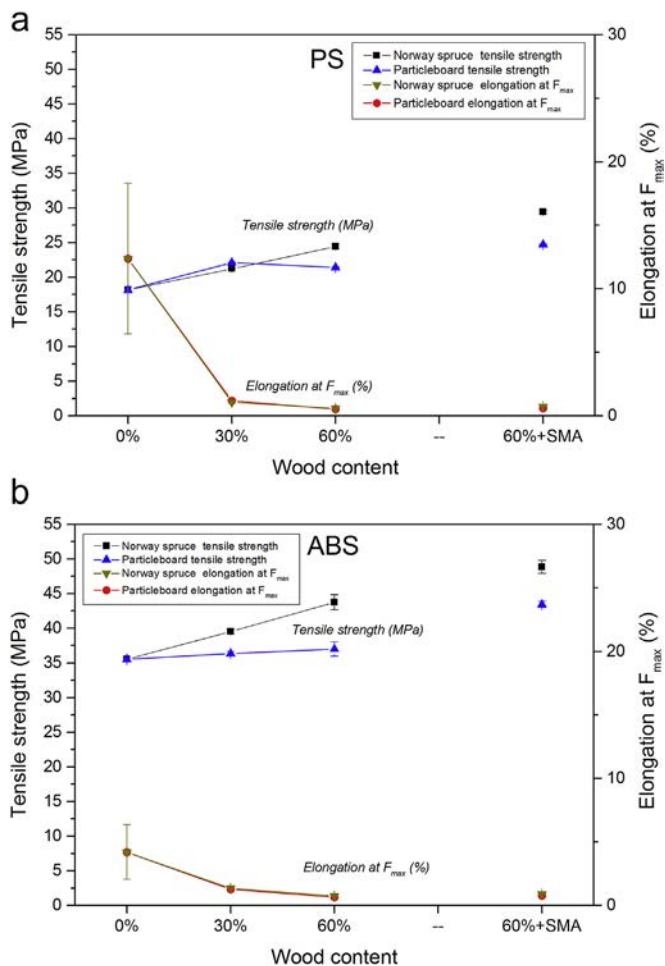 a
PS
Norway spruce tensile strength
Particleboard tensile strength
Norway spruce elongation at Fmax
Particleboard elongation at Fmax
Tensile strength (MPa)
55
50
45
40
35
30
25
20
15
10
5
0
Tensile strength (MPa)
Elongation at Fmax (%)
30
20
10
0
Elongation at Fmax (%)
0% 30% 60% -- 60%+SMA
Wood content
b
ABS
Norway spruce tensile strength
Particleboard tensile strength
Norway spruce elongation at Fmax
Particleboard elongation at Fmax
Tensile strength (MPa)
55
50
45
40
35
30
25
20
15
10
5
0
Tensile strength (MPa)
Elongation at Fmax (%)
30
20
10
0
Elongation at Fmax (%)
0% 30% 60% -- 60%+SMA
Wood content